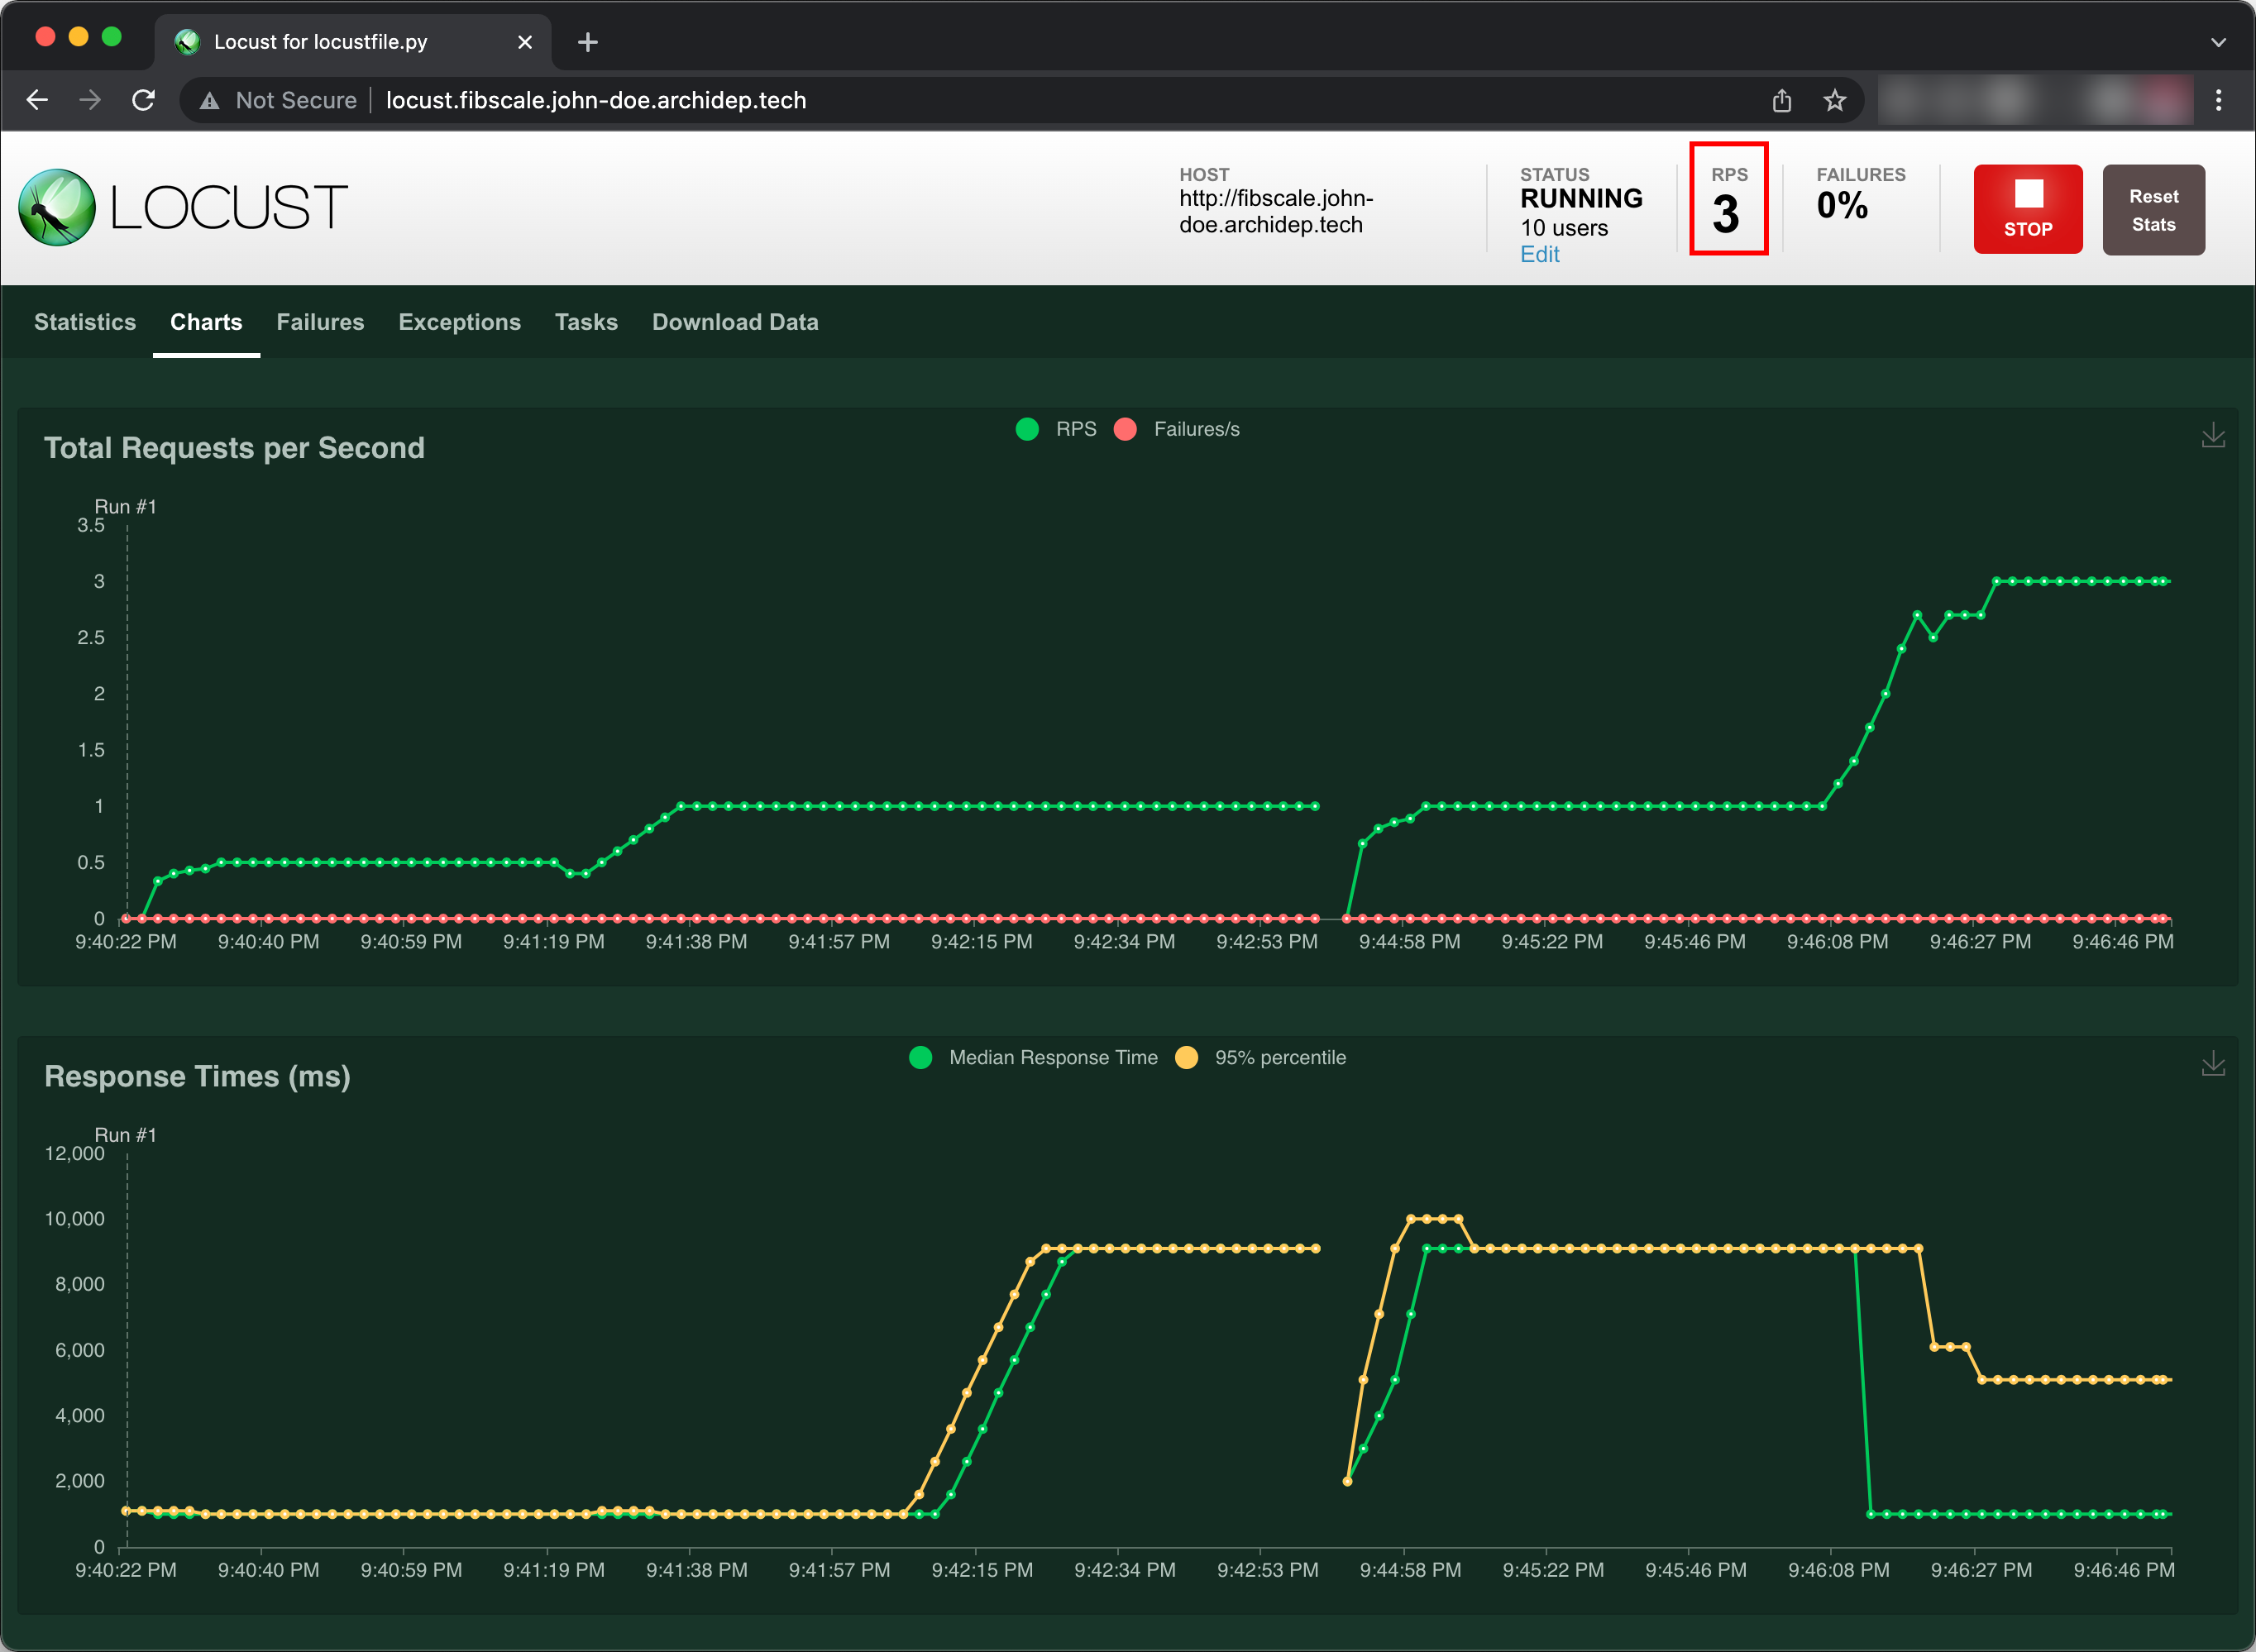 Locust for locustfile.py
Not Secure
locust.fibscale.john-doe.archidep.tech
LOCUST
HOST
http://fibscale.john-
doe.archidep.tech
STATUS
RUNNING
10 users
Edit
RPS
3
FAILURES
0%
STOP
Reset
Stats
Statistics Charts Failures Exceptions Tasks Download Data
Total Requests per Second
RPS Failures/s
Run #1
3.5
3
2.5
2
1.5
1
0.5
0
9:40:22 PM 9:40:40 PM 9:40:59 PM 9:41:19 PM 9:41:38 PM 9:41:57 PM 9:42:15 PM 9:42:34 PM 9:42:53 PM 9:44:58 PM 9:45:22 PM 9:45:46 PM 9:46:08 PM 9:46:27 PM 9:46:46 PM
Response Times (ms)
Median Response Time 95% percentile
Run #1
12,000
10,000
8,000
6,000
4,000
2,000
0
9:40:22 PM 9:40:40 PM 9:40:59 PM 9:41:19 PM 9:41:38 PM 9:41:57 PM 9:42:15 PM 9:42:34 PM 9:42:53 PM 9:44:58 PM 9:45:22 PM 9:45:46 PM 9:46:08 PM 9:46:27 PM 9:46:46 PM